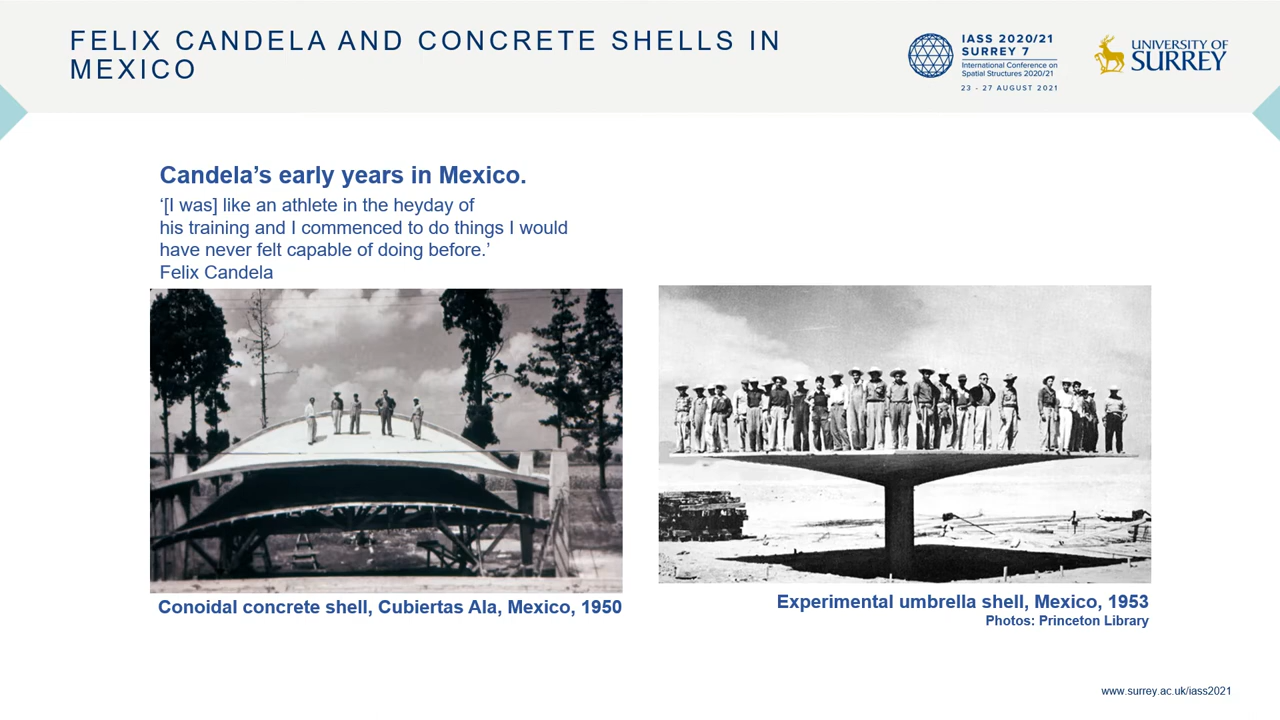 FELIX CANDELA AND CONCRETE SHELLS IN
MEXICO
IASS 2020/21
SURREY 7
International Conference on
Spatial Structures 2020/21
23 - 27 AUGUST 2021
UNIVERSITY OF
SURREY
Candela’s early years in Mexico.
‘[I was] like an athlete in the heyday of
his training and I commenced to do things I would
have never felt capable of doing before.’
Felix Candela
Conoidal concrete shell, Cubiertas Ala, Mexico, 1950
Experimental umbrella shell, Mexico, 1953
Photos: Princeton Library
www.surrey.ac.uk/iass2021